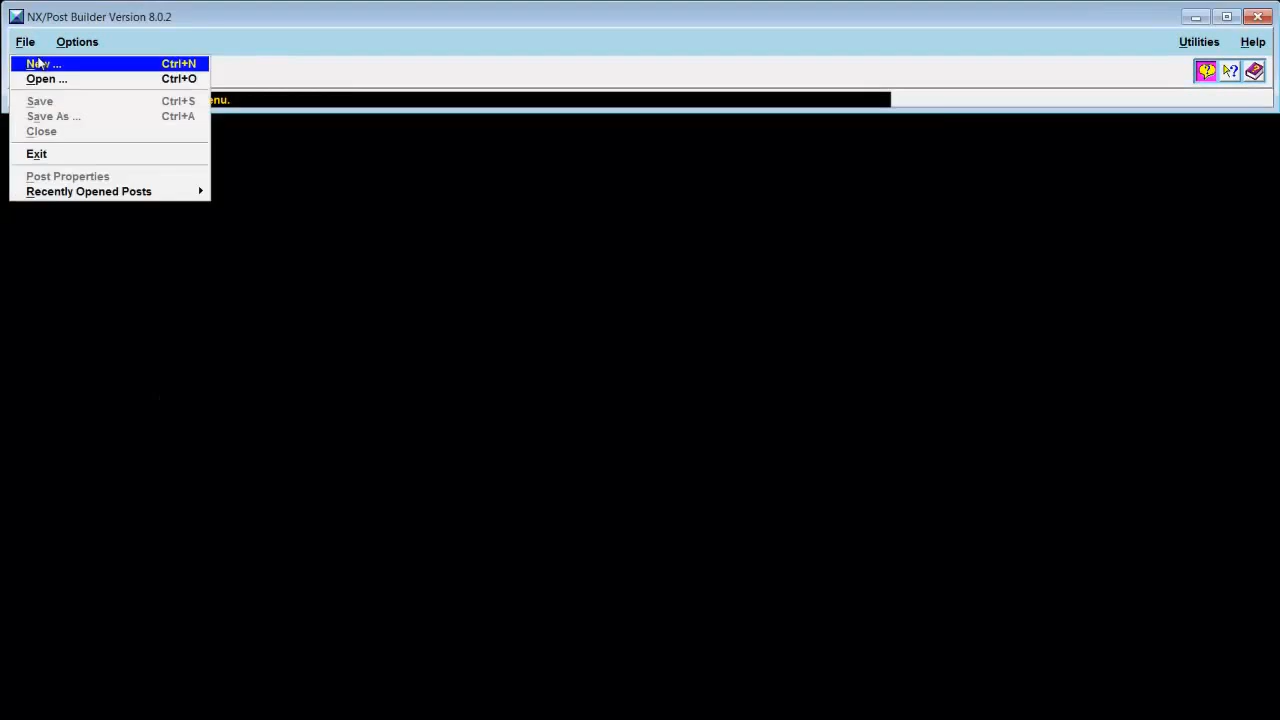 NX/Post Builder Version 8.0.2
File Options Utilities Help
New ... Ctrl+N
Open ... Ctrl+O
enu.
Save Ctrl+S
Save As ... Ctrl+A
Close
Exit
Post Properties
Recently Opened Posts